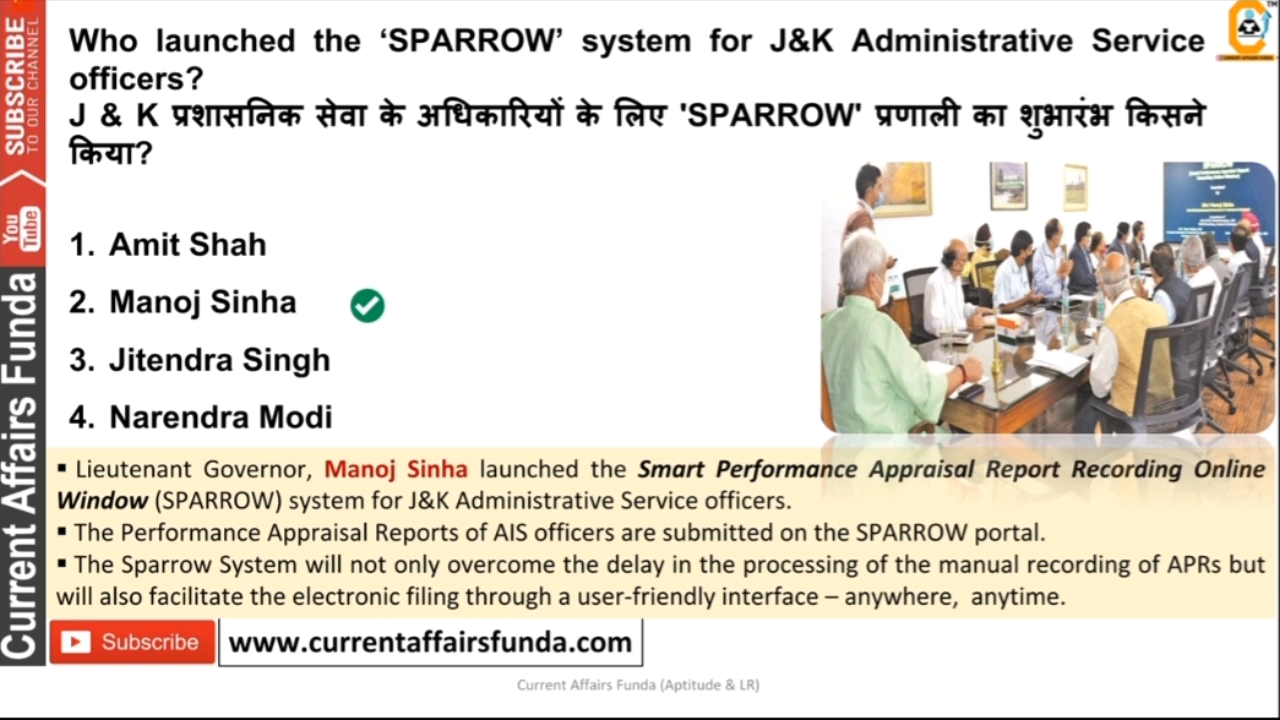 SUBSCRIBE
TO OUR CHANNEL
You
Tube
Current Affairs Funda
TM
CURRENT AFFAIRS FUNDA
Who launched the ‘SPARROW’ system for J&K Administrative Service
officers?
J & K प्रशासनिक सेवा के अधिकारियों के लिए 'SPARROW' प्रणाली का शुभारंभ किसने
किया?
1. Amit Shah
2. Manoj Sinha
3. Jitendra Singh
4. Narendra Modi
▪ Lieutenant Governor, Manoj Sinha launched the Smart Performance Appraisal Report Recording Online
Window (SPARROW) system for J&K Administrative Service officers.
▪ The Performance Appraisal Reports of AIS officers are submitted on the SPARROW portal.
▪ The Sparrow System will not only overcome the delay in the processing of the manual recording of APRs but
will also facilitate the electronic filing through a user-friendly interface – anywhere, anytime.
Subscribe
www.currentaffairsfunda.com
Current Affairs Funda (Aptitude & LR)